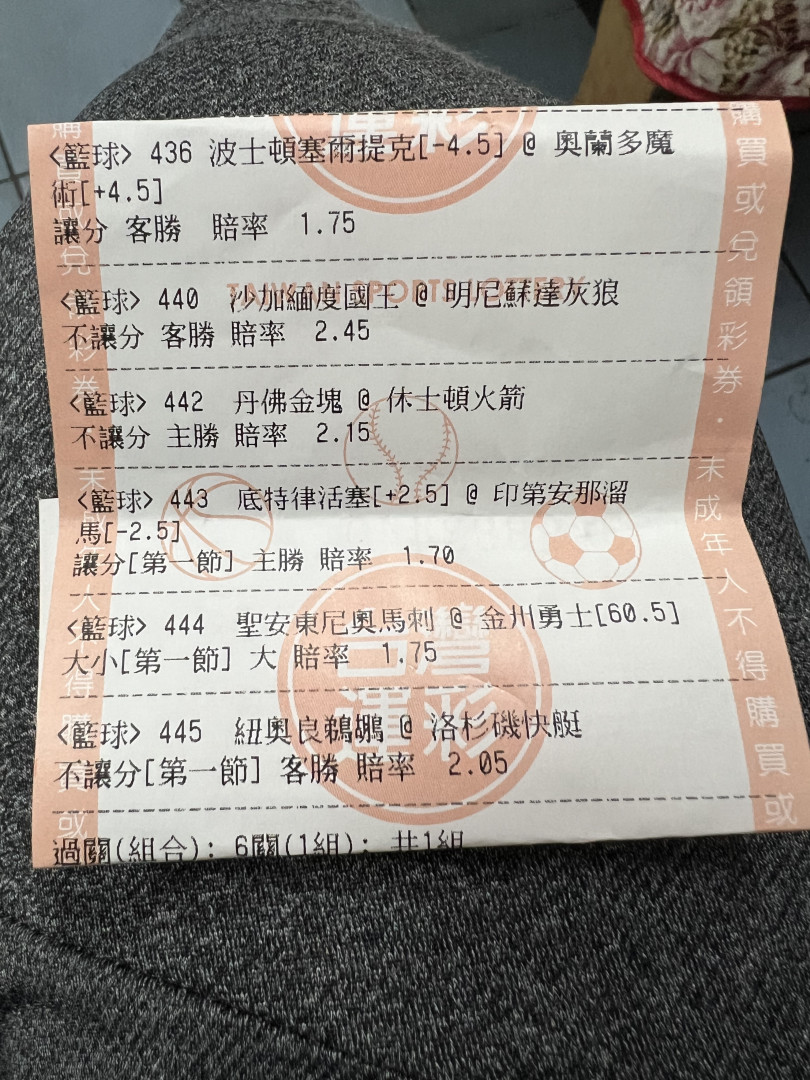 <籃球> 436 波士頓塞爾提克[-4.5] @ 奧蘭多魔
術[+4.5]
讓分 客勝 賠率 1.75
TAIWAN SPORTS LOTTERY
<籃球> 440 沙加緬度國王 @ 明尼蘇達灰狼
不讓分 客勝 賠率 2.45
<籃球> 442 丹佛金塊 @ 休士頓火箭
不讓分 主勝 賠率 2.15
<籃球> 443 底特律活塞[+2.5] @ 印第安那溜
馬[-2.5]
讓分[第一節] 主勝 賠率 1.70
<籃球> 444 聖安東尼奧馬刺 @ 金州勇士[60.5]
大小[第一節] 大 賠率 1.75
<籃球> 445 紐奧良鵜鶘 @ 洛杉磯快艇
不讓分[第一節] 客勝 賠率 2.05
過關(組合): 6關(1組); 共1組
台灣
運彩
購買或兌領彩券．未成年人不得購買或